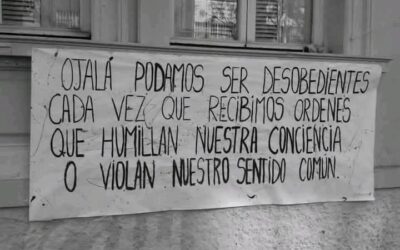 OJALÁ PODAMOS SER DESOBEDIENTES
CADA VEZ QUE RECIBIMOS ORDENES
QUE HUMILLAN NUESTRA CONCIENCIA
O VIOLAN NUESTRO SENTIDO COMÚN.